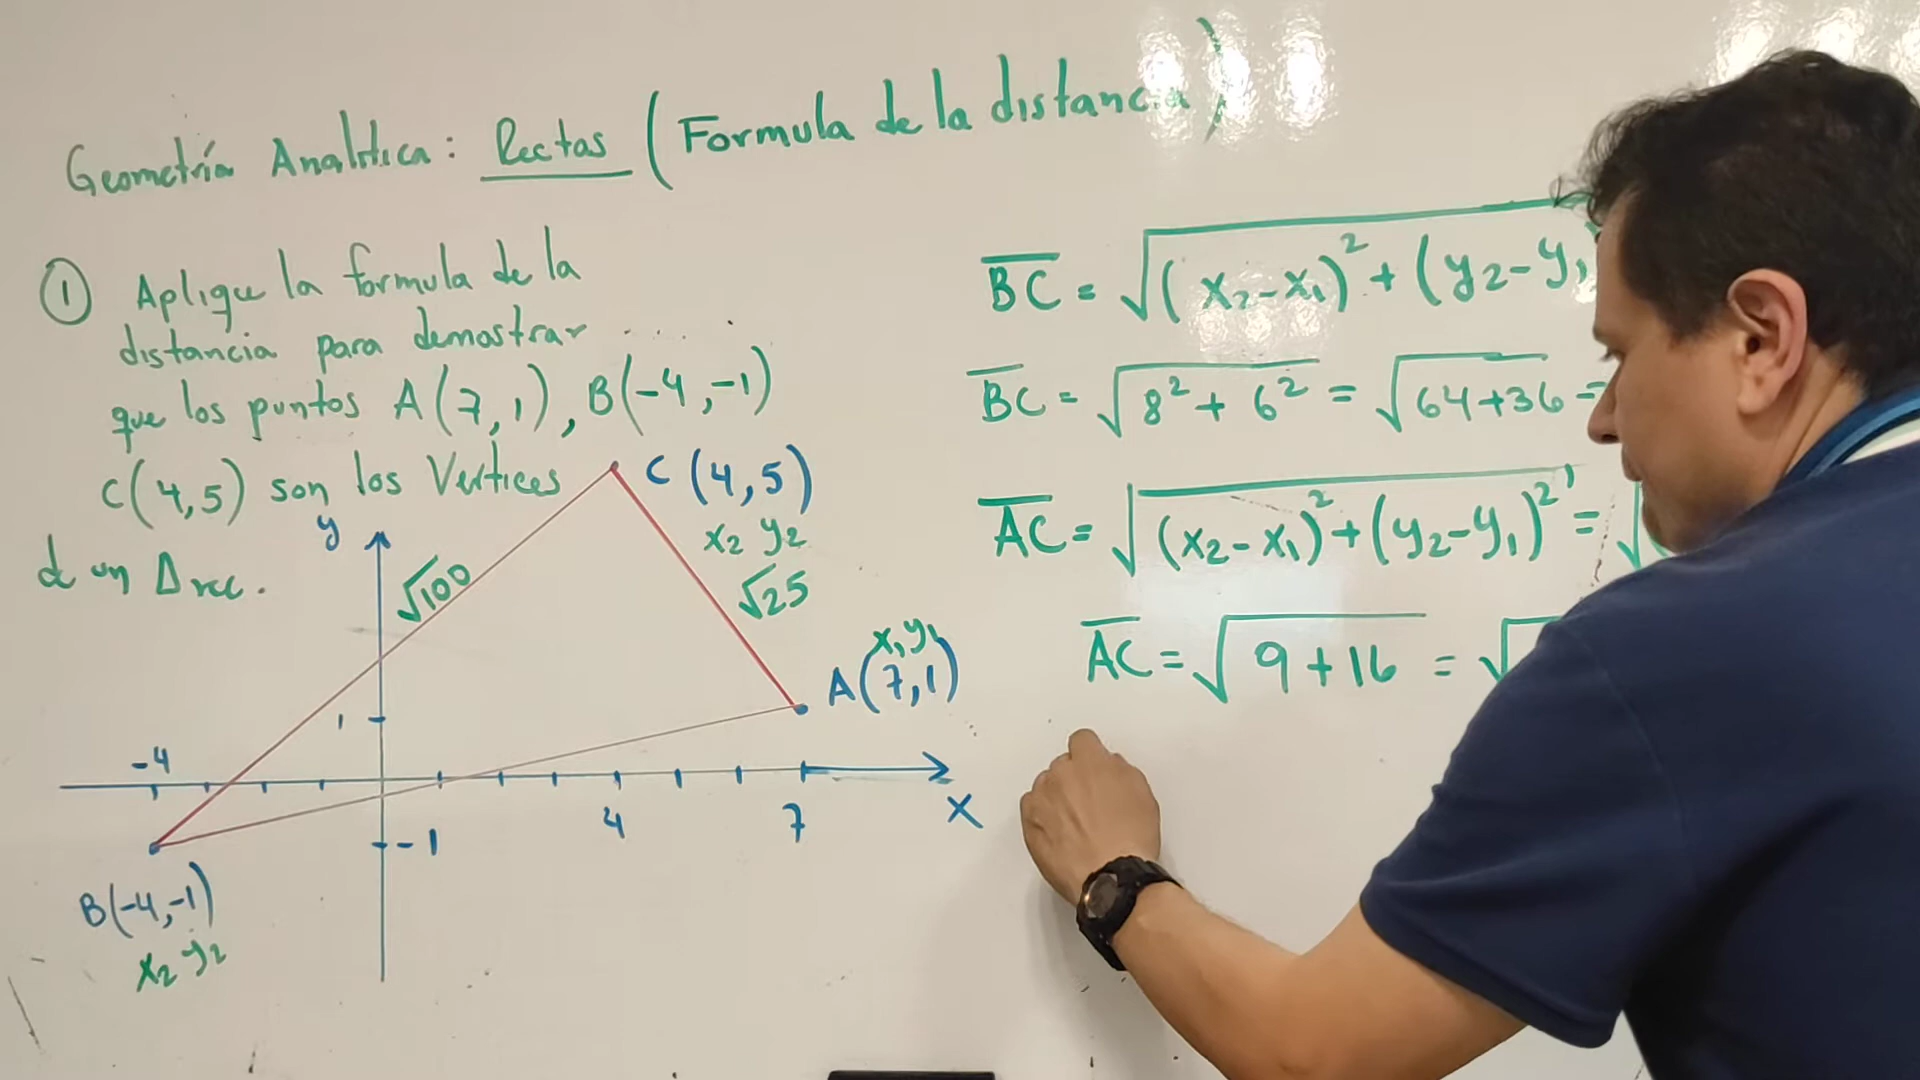 Geometría Analítica: Rectas (Formula de la distancia)
① Aplique la formula de la
distancia para demostrar
que los puntos A(7,1), B(-4,-1)
C(4,5) son los Vertices
d un Δ rec.
C (4,5)
x₂ y₂
y
√100
√25
x₁ y₁
A(7,1)
1
-4
4
7
X
-1
B(-4,-1)
x₂ y₂
BC = √(x₂-x₁)² + (y₂-y₁
BC = √8² + 6² = √64+36 =
AC = √(x₂-x₁)² + (y₂-y₁)² = √(
AC = √9+16 = √